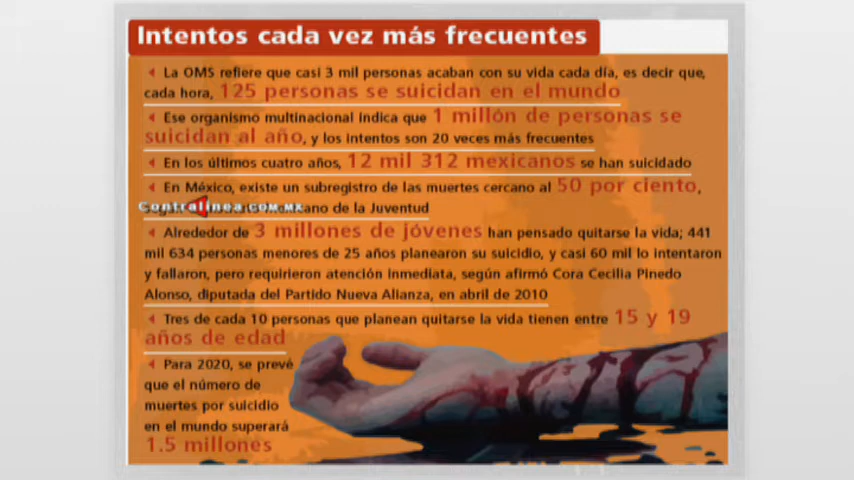 Intentos cada vez más frecuentes
La OMS refiere que casi 3 mil personas acaban con su vida cada día, es decir que,
cada hora, 125 personas se suicidan en el mundo
Ese organismo multinacional indica que 1 millón de personas se
suicidan al año, y los intentos son 20 veces más frecuentes
En los últimos cuatro años, 12 mil 312 mexicanos se han suicidado
En México, existe un subregistro de las muertes cercano al 50 por ciento,
Contralínea.com.mx
de la Juventud
Alrededor de 3 millones de jóvenes han pensado quitarse la vida; 441
mil 634 personas menores de 25 años planearon su suicidio, y casi 60 mil lo intentaron
y fallaron, pero requirieron atención inmediata, según afirmó Cora Cecilia Pinedo
Alonso, diputada del Partido Nueva Alianza, en abril de 2010
Tres de cada 10 personas que planean quitarse la vida tienen entre 15 y 19
años de edad
Para 2020, se prevé
que el número de
muertes por suicidio
en el mundo superará
1.5 millones